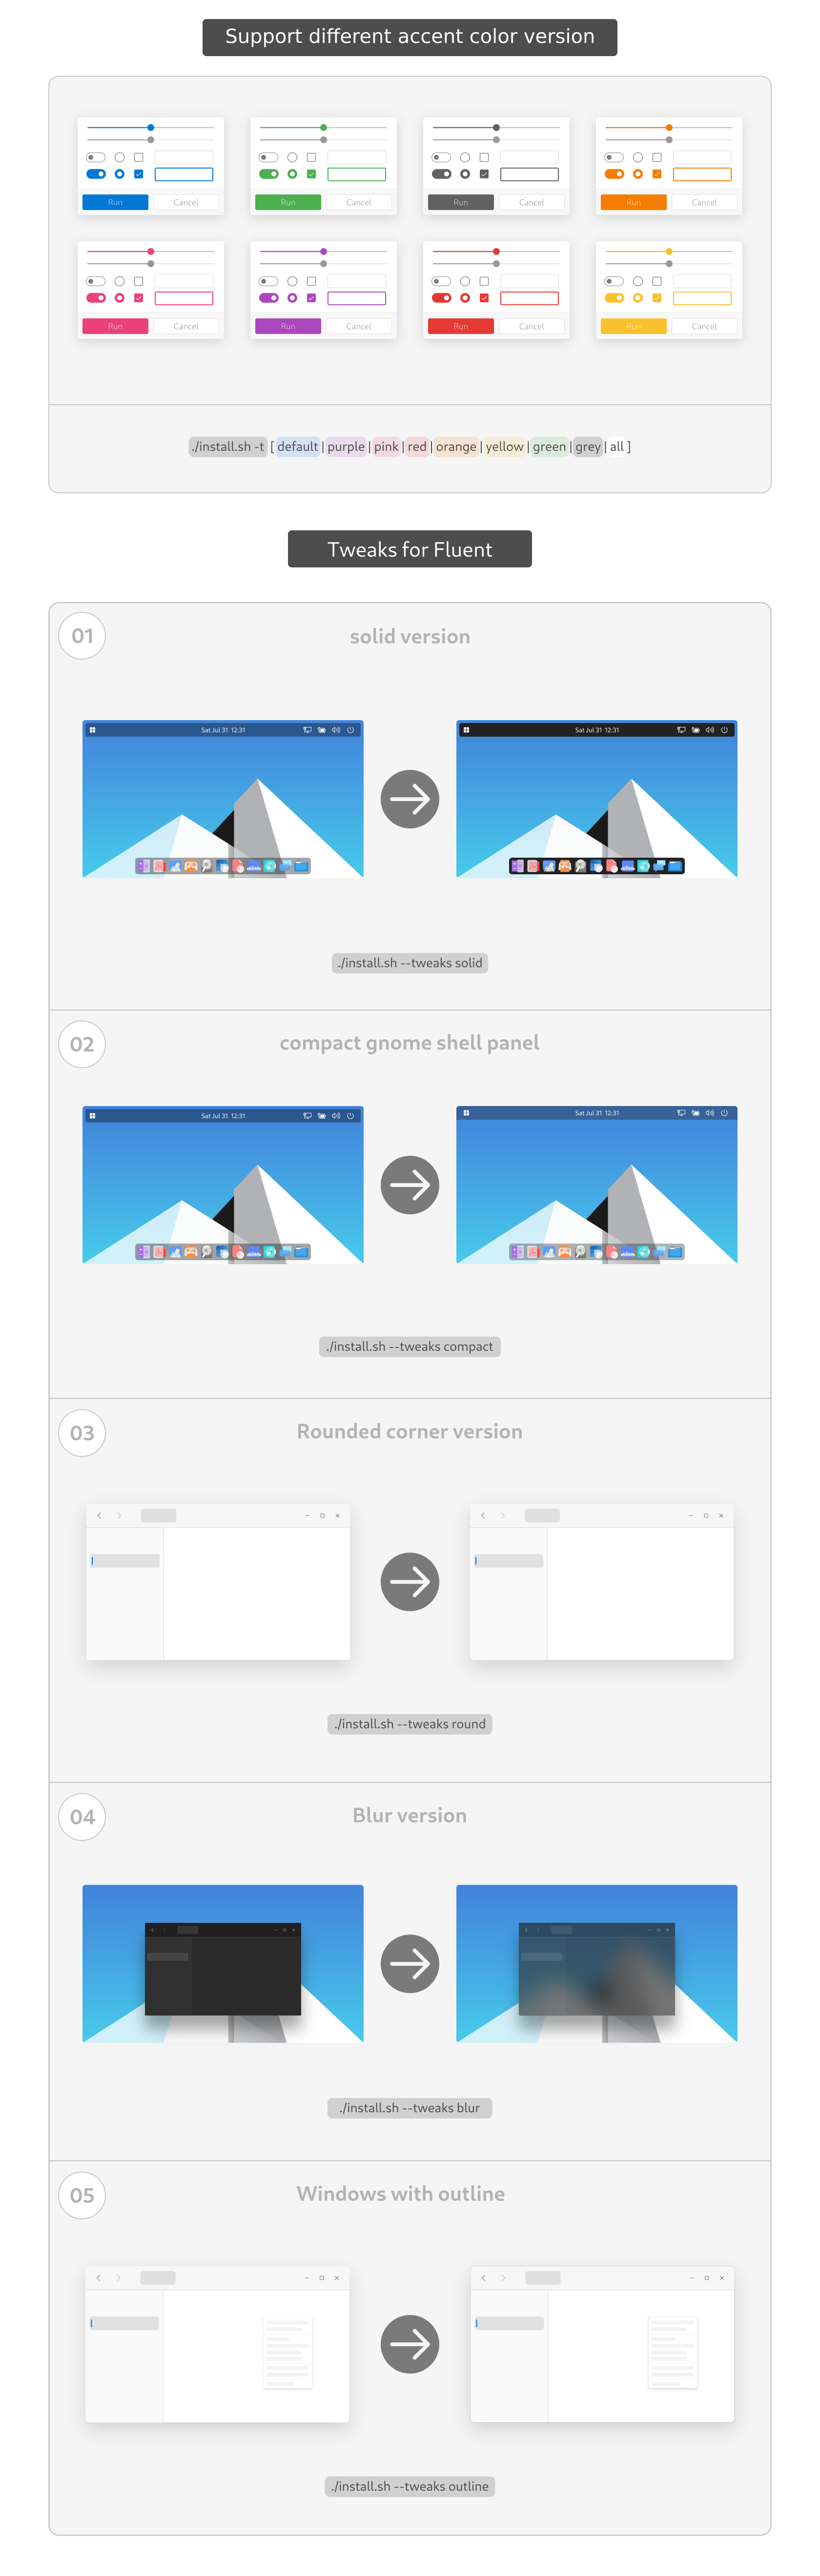 Support different accent color version
Run Cancel Run Cancel Run Cancel Run Cancel
Run Cancel Run Cancel Run Cancel Run Cancel
./install.sh -t [ default | purple | pink | red | orange | yellow | green | grey | all ]
Tweaks for Fluent
01
solid version
Sat Jul 31 12:31
Sat Jul 31 12:31
./install.sh --tweaks solid
02
compact gnome shell panel
Sat Jul 31 12:31
Sat Jul 31 12:31
./install.sh --tweaks compact
03
Rounded corner version
./install.sh --tweaks round
04
Blur version
./install.sh --tweaks blur
05
Windows with outline
./install.sh --tweaks outline